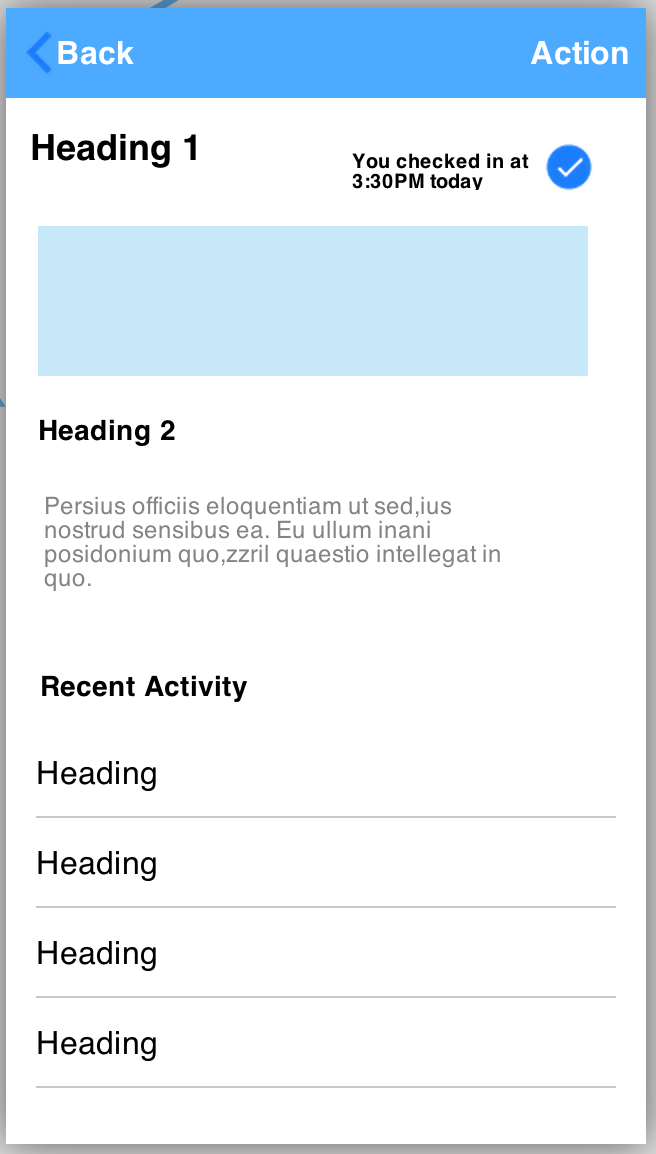 Back
Action
Heading 1
You checked in at
3:30PM today
Heading 2
Persius officiis eloquentiam ut sed,ius
nostrud sensibus ea. Eu ullum inani
posidonium quo,zzril quaestio intellegat in
quo.
Recent Activity
Heading
Heading
Heading
Heading